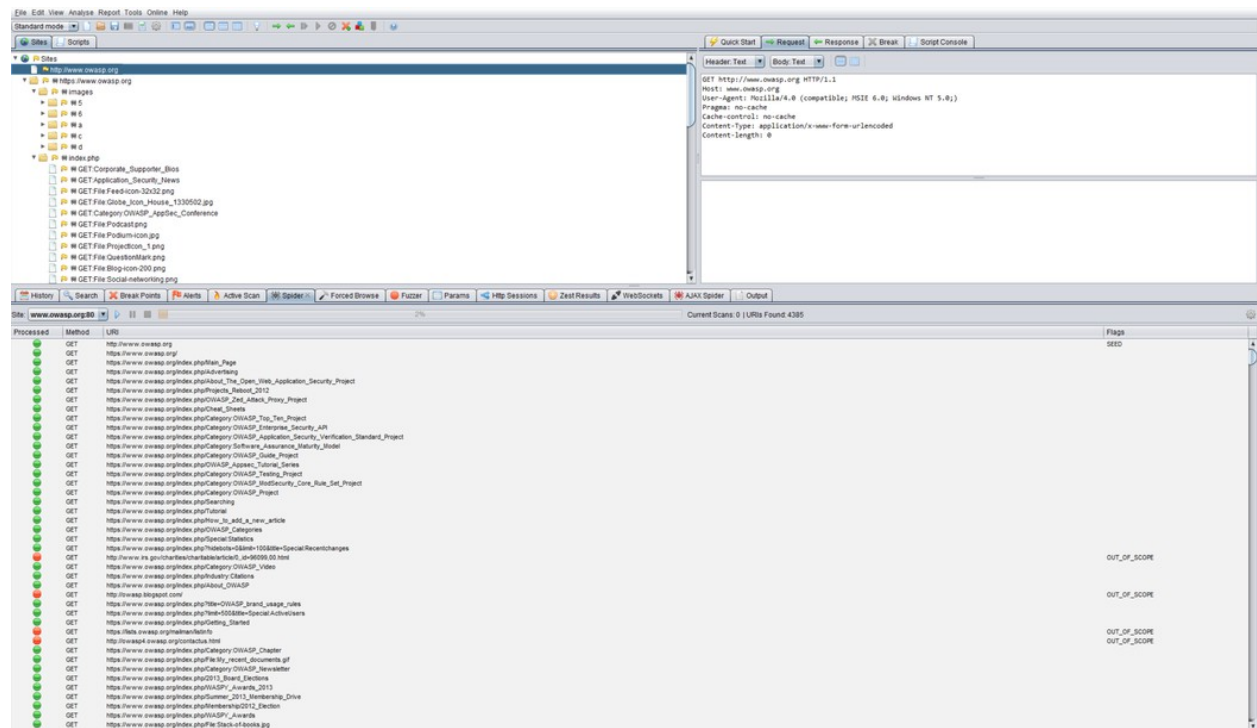 File Edit View Analyse Report Tools Online Help
Standard mode
Sites Scripts
Sites
http://www.owasp.org
https://www.owasp.org
images
5
6
a
c
d
index.php
GET:Corporate_Supporter_Bios
GET:Application_Security_News
GET:File:Feed-icon-32x32.png
GET:File:Globe_Icon_House_1330502.jpg
GET:Category:OWASP_AppSec_Conference
GET:File:Podcast.png
GET:File:Podium-icon.jpg
GET:File:ProjectIcon_1.png
GET:File:QuestionMark.png
GET:File:Blog-icon-200.png
GET:File:Social-networking.png
Quick Start Request Response Break Script Console
Header: Text Body: Text
GET http://www.owasp.org HTTP/1.1
Host: www.owasp.org
User-Agent: Mozilla/4.0 (compatible; MSIE 6.0; Windows NT 5.0;)
Pragma: no-cache
Cache-control: no-cache
Content-Type: application/x-www-form-urlencoded
Content-length: 0
History Search Break Points Alerts Active Scan Spider Forced Browse Fuzzer Params Http Sessions Zest Results WebSockets AJAX Spider Output
Site: www.owasp.org:80 2% Current Scans: 0 | URIs Found: 4385
Processed Method URI Flags
GET http://www.owasp.org SEED
GET https://www.owasp.org/
GET https://www.owasp.org/index.php/Main_Page
GET https://www.owasp.org/index.php/Advertising
GET https://www.owasp.org/index.php/About_The_Open_Web_Application_Security_Project
GET https://www.owasp.org/index.php/Projects_Reboot_2012
GET https://www.owasp.org/index.php/OWASP_Zed_Attack_Proxy_Project
GET https://www.owasp.org/index.php/Cheat_Sheets
GET https://www.owasp.org/index.php/Category:OWASP_Top_Ten_Project
GET https://www.owasp.org/index.php/Category:OWASP_Enterprise_Security_API
GET https://www.owasp.org/index.php/Category:OWASP_Application_Security_Verification_Standard_Project
GET https://www.owasp.org/index.php/Category:Software_Assurance_Maturity_Model
GET https://www.owasp.org/index.php/Category:OWASP_Guide_Project
GET https://www.owasp.org/index.php/OWASP_Appsec_Tutorial_Series
GET https://www.owasp.org/index.php/Category:OWASP_Testing_Project
GET https://www.owasp.org/index.php/Category:OWASP_ModSecurity_Core_Rule_Set_Project
GET https://www.owasp.org/index.php/Category:OWASP_Project
GET https://www.owasp.org/index.php/Searching
GET https://www.owasp.org/index.php/Tutorial
GET https://www.owasp.org/index.php/How_to_add_a_new_article
GET https://www.owasp.org/index.php/OWASP_Categories
GET https://www.owasp.org/index.php/Special:Statistics
GET https://www.owasp.org/index.php?hidebots=0&limit=100&title=Special:Recentchanges
GET http://www.irs.gov/charities/charitable/article/0,,id=96099,00.html OUT_OF_SCOPE
GET https://www.owasp.org/index.php/Category:OWASP_Video
GET https://www.owasp.org/index.php/Industry:Citations
GET https://www.owasp.org/index.php/About_OWASP
GET http://owasp.blogspot.com/ OUT_OF_SCOPE
GET https://www.owasp.org/index.php?title=OWASP_brand_usage_rules
GET https://www.owasp.org/index.php?limit=500&title=Special:ActiveUsers
GET https://www.owasp.org/index.php/Getting_Started
GET https://lists.owasp.org/mailman/listinfo OUT_OF_SCOPE
GET http://owasp4.owasp.org/contactus.html OUT_OF_SCOPE
GET https://www.owasp.org/index.php/Category:OWASP_Chapter
GET https://www.owasp.org/index.php/File:My_recent_documents.gif
GET https://www.owasp.org/index.php/Category:OWASP_Newsletter
GET https://www.owasp.org/index.php/2013_Board_Elections
GET https://www.owasp.org/index.php/WASPY_Awards_2013
GET https://www.owasp.org/index.php/Summer_2013_Membership_Drive
GET https://www.owasp.org/index.php/Membership/2012_Election
GET https://www.owasp.org/index.php/WASPY_Awards
GET https://www.owasp.org/index.php/File:Stack-of-books.jpg